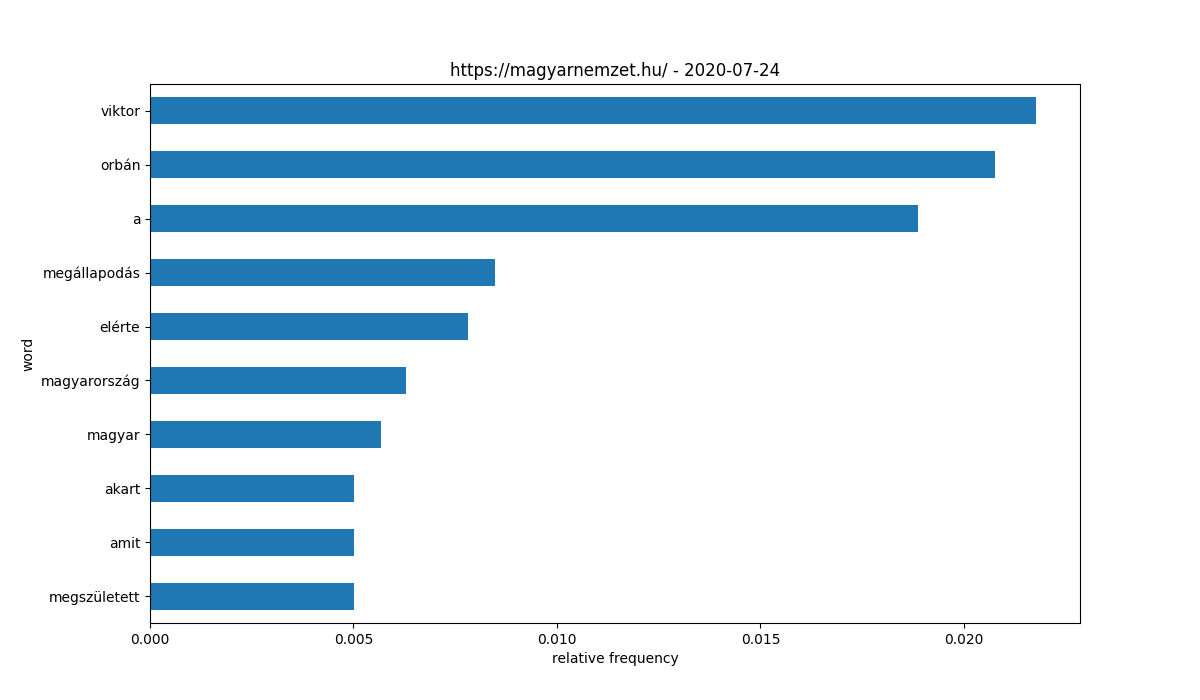 https://magyarnemzet.hu/ - 2020-07-24
viktor
orbán
a
megállapodás
elérte
magyarország
magyar
akart
amit
megszületett
word
0.000 0.005 0.010 0.015 0.020
relative frequency